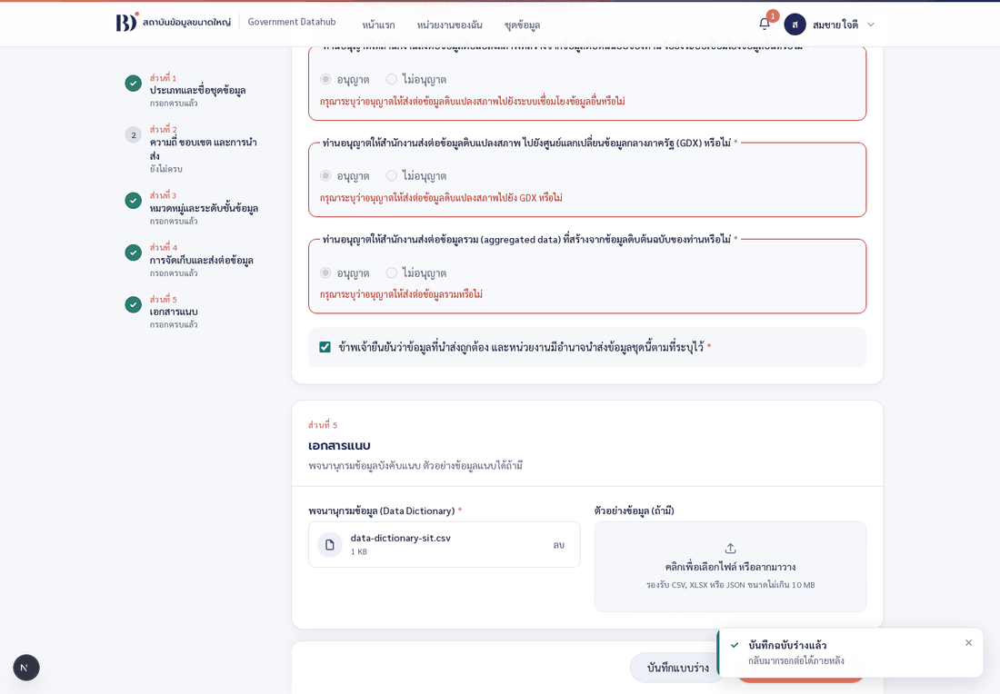 สถาบันข้อมูลขนาดใหญ่
Government Datahub
หน้าแรก
หน่วยงานของฉัน
ชุดข้อมูล
1
ส
สมชาย ใจดี
ส่วนที่ 1
ประเภทและชื่อชุดข้อมูล
กรอกครบแล้ว
2
ส่วนที่ 2
ความถี่ ขอบเขต และการนำ
ส่ง
ยังไม่ครบ
ส่วนที่ 3
หมวดหมู่และระดับชั้นข้อมูล
กรอกครบแล้ว
ส่วนที่ 4
การจัดเก็บและส่งต่อข้อมูล
กรอกครบแล้ว
ส่วนที่ 5
เอกสารแนบ
กรอกครบแล้ว
อนุญาต
ไม่อนุญาต
กรุณาระบุว่าอนุญาตให้ส่งต่อข้อมูลดิบแปลงสภาพไปยังระบบเชื่อมโยงข้อมูลอื่นหรือไม่
ท่านอนุญาตให้สำนักงานส่งต่อข้อมูลดิบแปลงสภาพ ไปยังศูนย์แลกเปลี่ยนข้อมูลกลางภาครัฐ (GDX) หรือไม่ *
อนุญาต
ไม่อนุญาต
กรุณาระบุว่าอนุญาตให้ส่งต่อข้อมูลดิบแปลงสภาพไปยัง GDX หรือไม่
ท่านอนุญาตให้สำนักงานส่งต่อข้อมูลรวม (aggregated data) ที่สร้างจากข้อมูลดิบต้นฉบับของท่านหรือไม่ *
อนุญาต
ไม่อนุญาต
กรุณาระบุว่าอนุญาตให้ส่งต่อข้อมูลรวมหรือไม่
ข้าพเจ้ายืนยันว่าข้อมูลที่นำส่งถูกต้อง และหน่วยงานมีอำนาจนำส่งข้อมูลชุดนี้ตามที่ระบุไว้ *
ส่วนที่ 5
เอกสารแนบ
พจนานุกรมข้อมูลบังคับแนบ ตัวอย่างข้อมูลแนบได้ถ้ามี
พจนานุกรมข้อมูล (Data Dictionary) *
data-dictionary-sit.csv
1 KB
ลบ
ตัวอย่างข้อมูล (ถ้ามี)
คลิกเพื่อเลือกไฟล์ หรือลากมาวาง
รองรับ CSV, XLSX หรือ JSON ขนาดไม่เกิน 10 MB
บันทึกแบบร่าง
บันทึกฉบับร่างแล้ว
กลับมากรอกต่อได้ภายหลัง
N